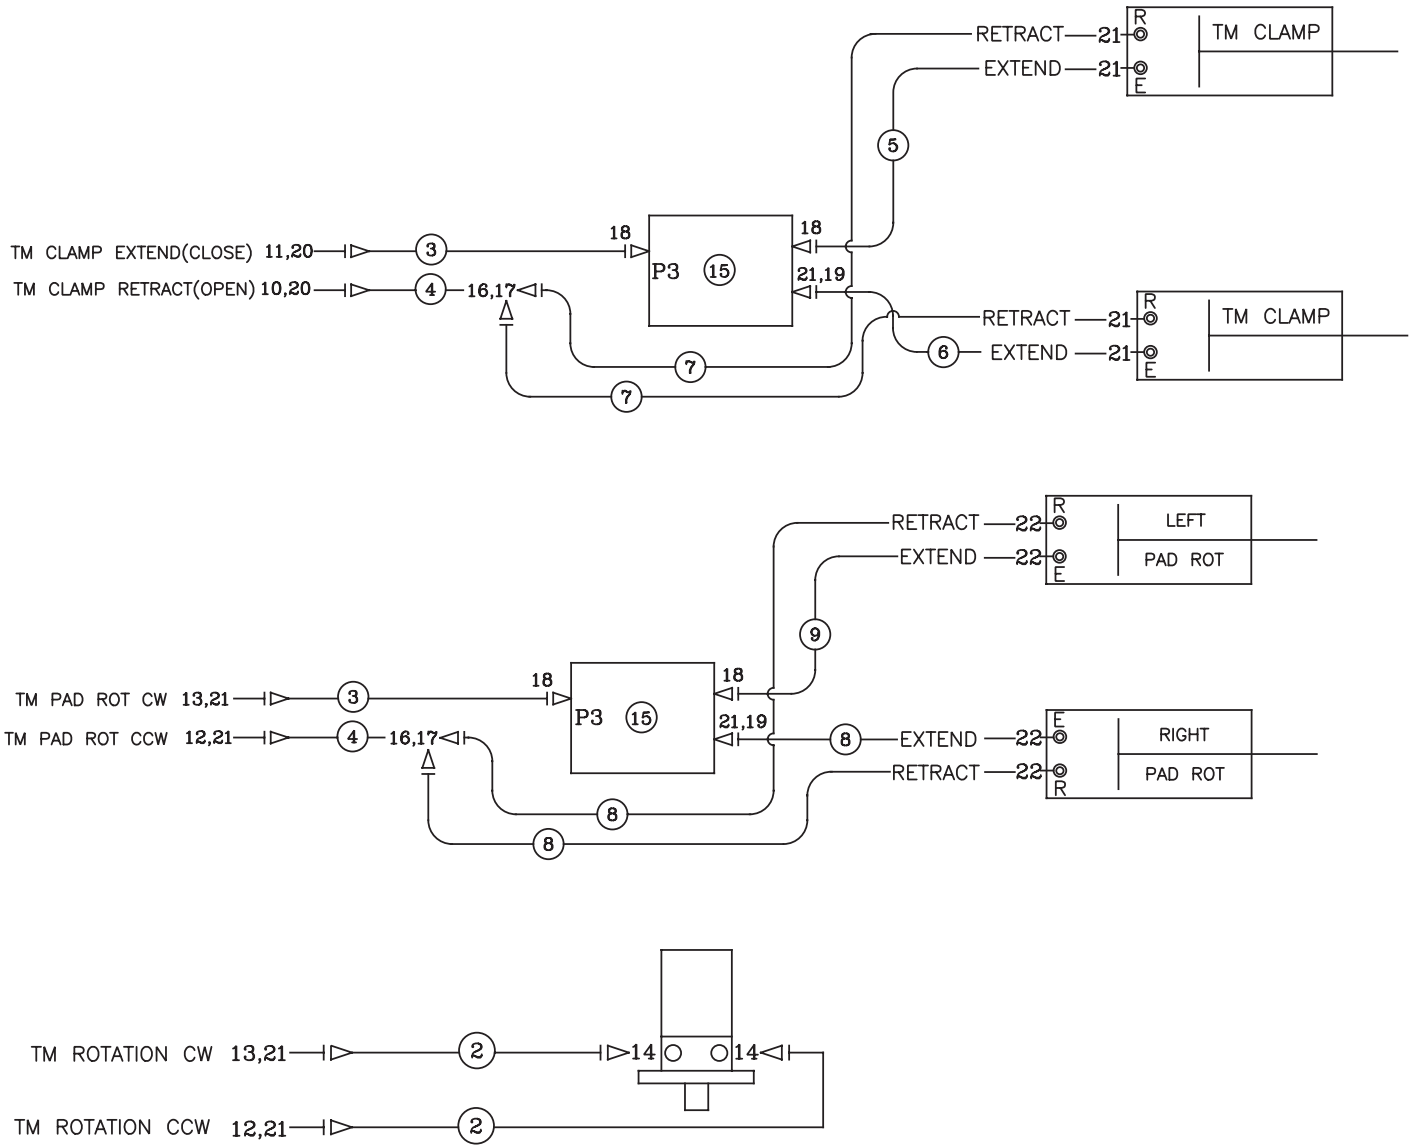 R
RETRACT 21 TM CLAMP
EXTEND 21
E
5
18 18
TM CLAMP EXTEND(CLOSE) 11,20 3
P3 15 21,19
TM CLAMP RETRACT(OPEN) 10,20 4 16,17
R
RETRACT 21 TM CLAMP
6 EXTEND 21
E
7
7
R
RETRACT 22 LEFT
EXTEND 22 PAD ROT
E
9
18 18
TM PAD ROT CW 13,21 3
P3 15 21,19
TM PAD ROT CCW 12,21 4 16,17
E
8 EXTEND 22 RIGHT
RETRACT 22 PAD ROT
R
8
8
TM ROTATION CW 13,21 2 14 14
TM ROTATION CCW 12,21 2